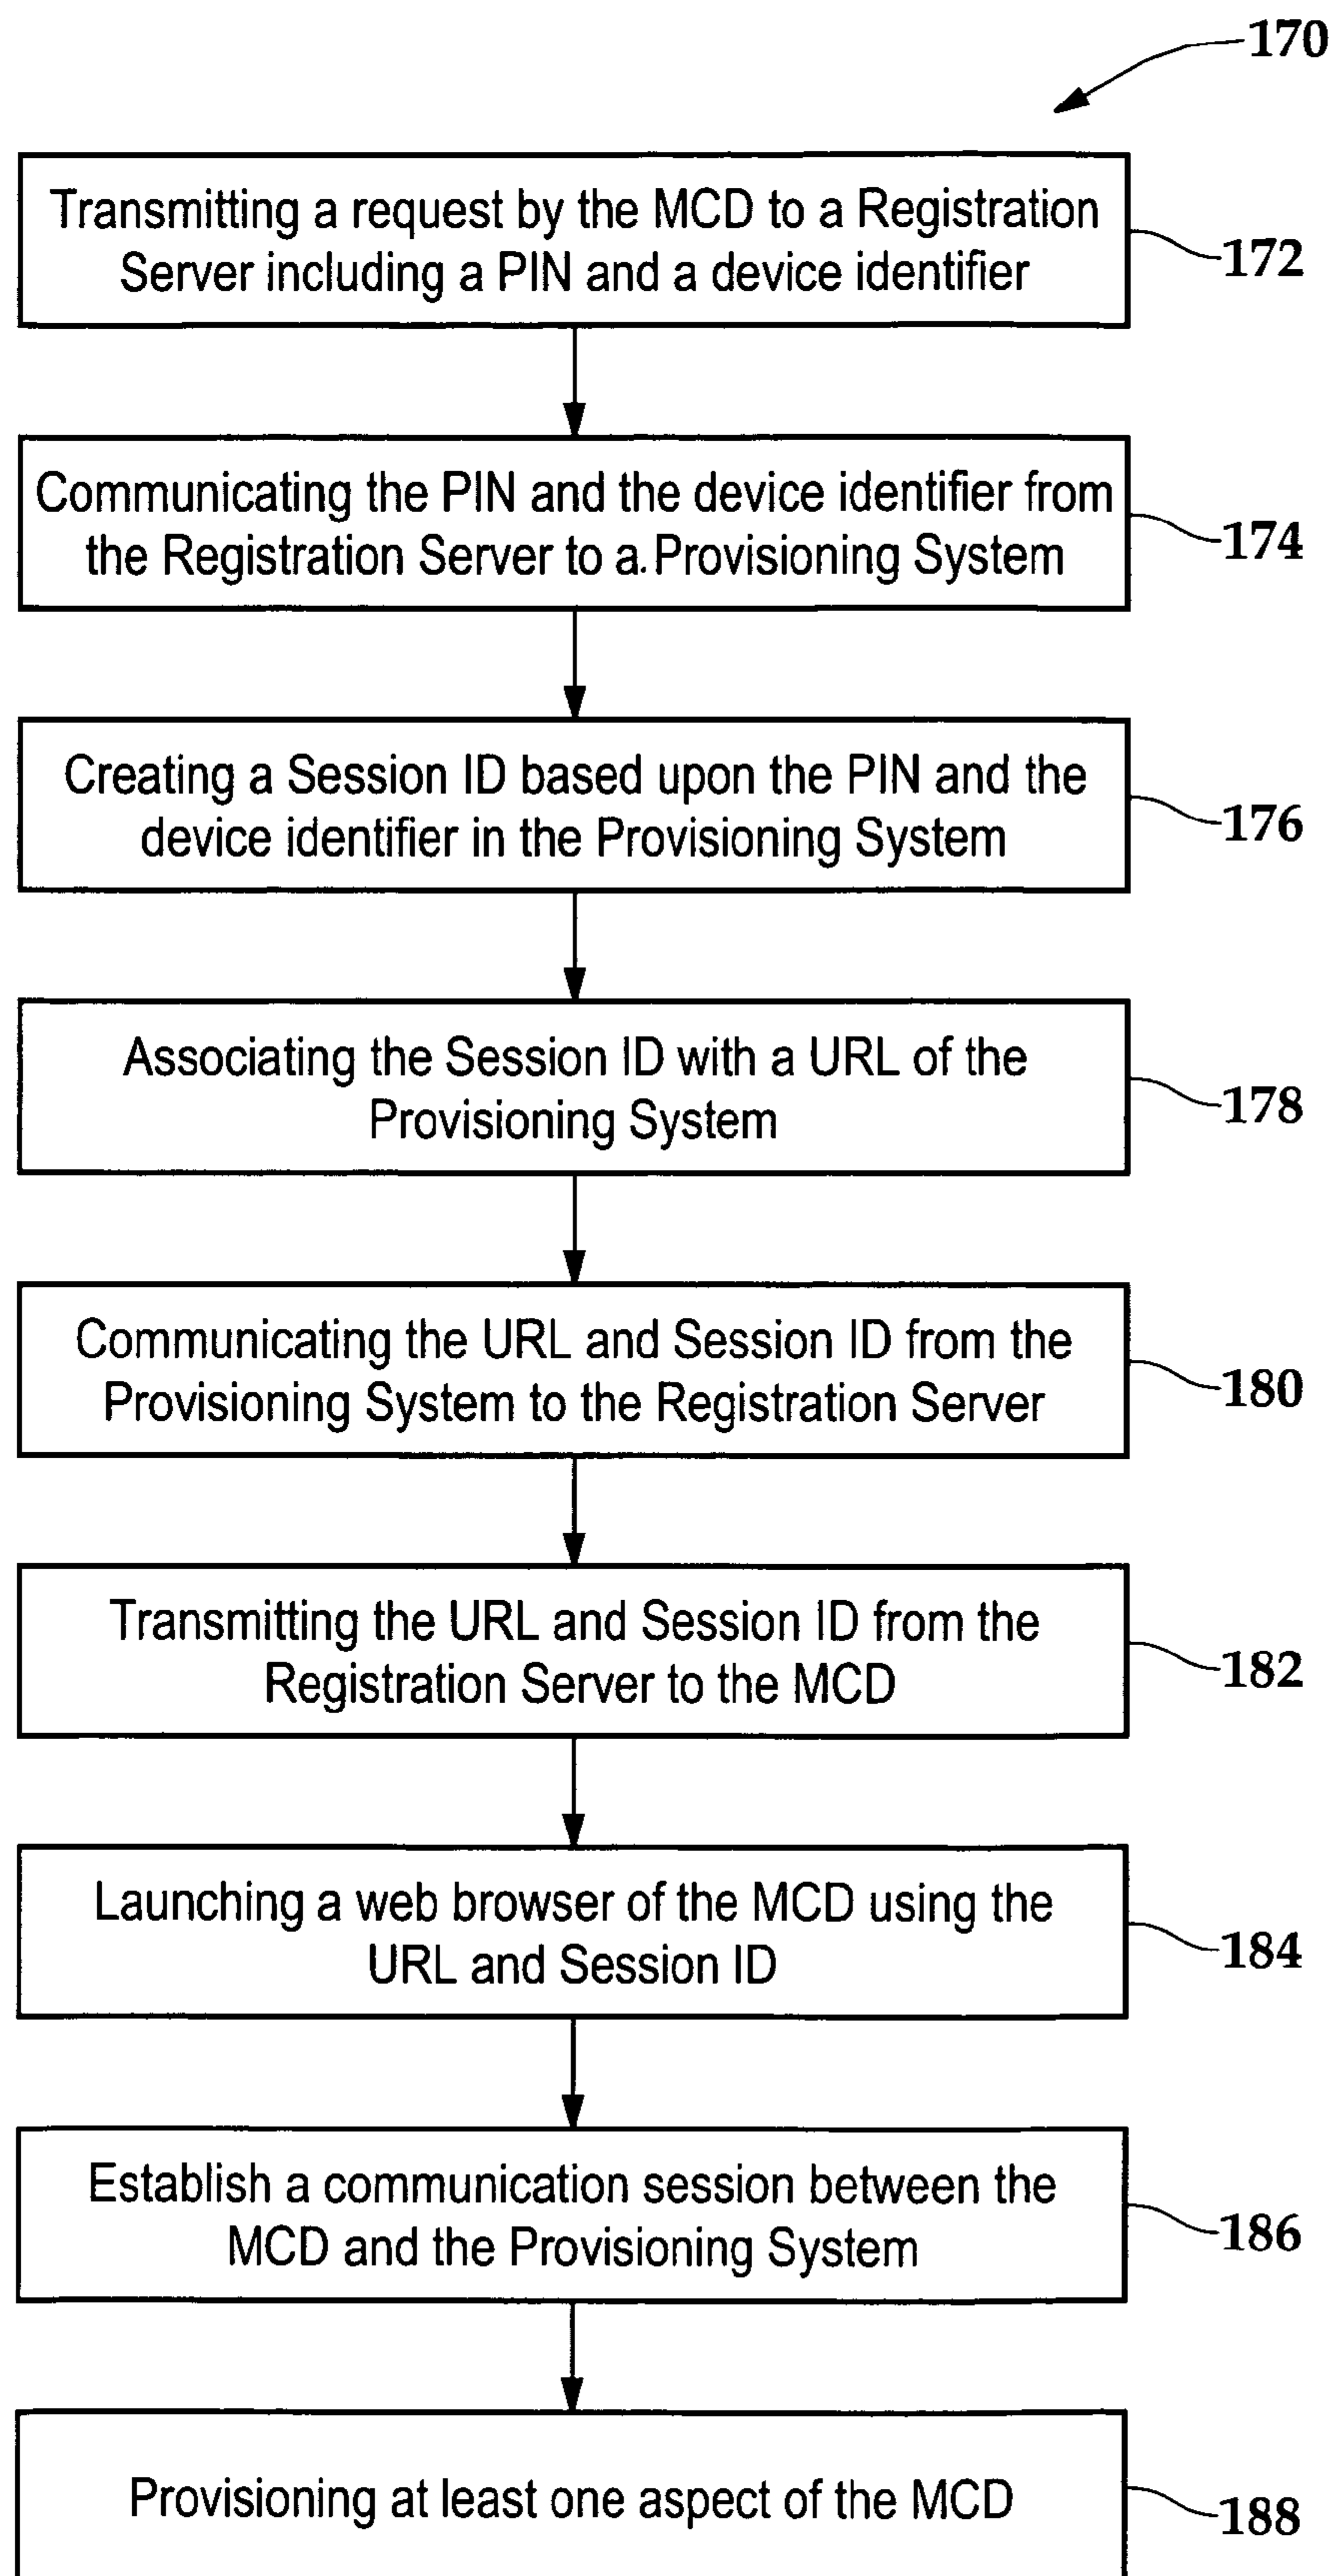 170
Transmitting a request by the MCD to a Registration
Server including a PIN and a device identifier
172
Communicating the PIN and the device identifier from
the Registration Server to a Provisioning System
174
Creating a Session ID based upon the PIN and the
device identifier in the Provisioning System
176
Associating the Session ID with a URL of the
Provisioning System
178
Communicating the URL and Session ID from the
Provisioning System to the Registration Server
180
Transmitting the URL and Session ID from the
Registration Server to the MCD
182
Launching a web browser of the MCD using the
URL and Session ID
184
Establish a communication session between the
MCD and the Provisioning System
186
Provisioning at least one aspect of the MCD
188